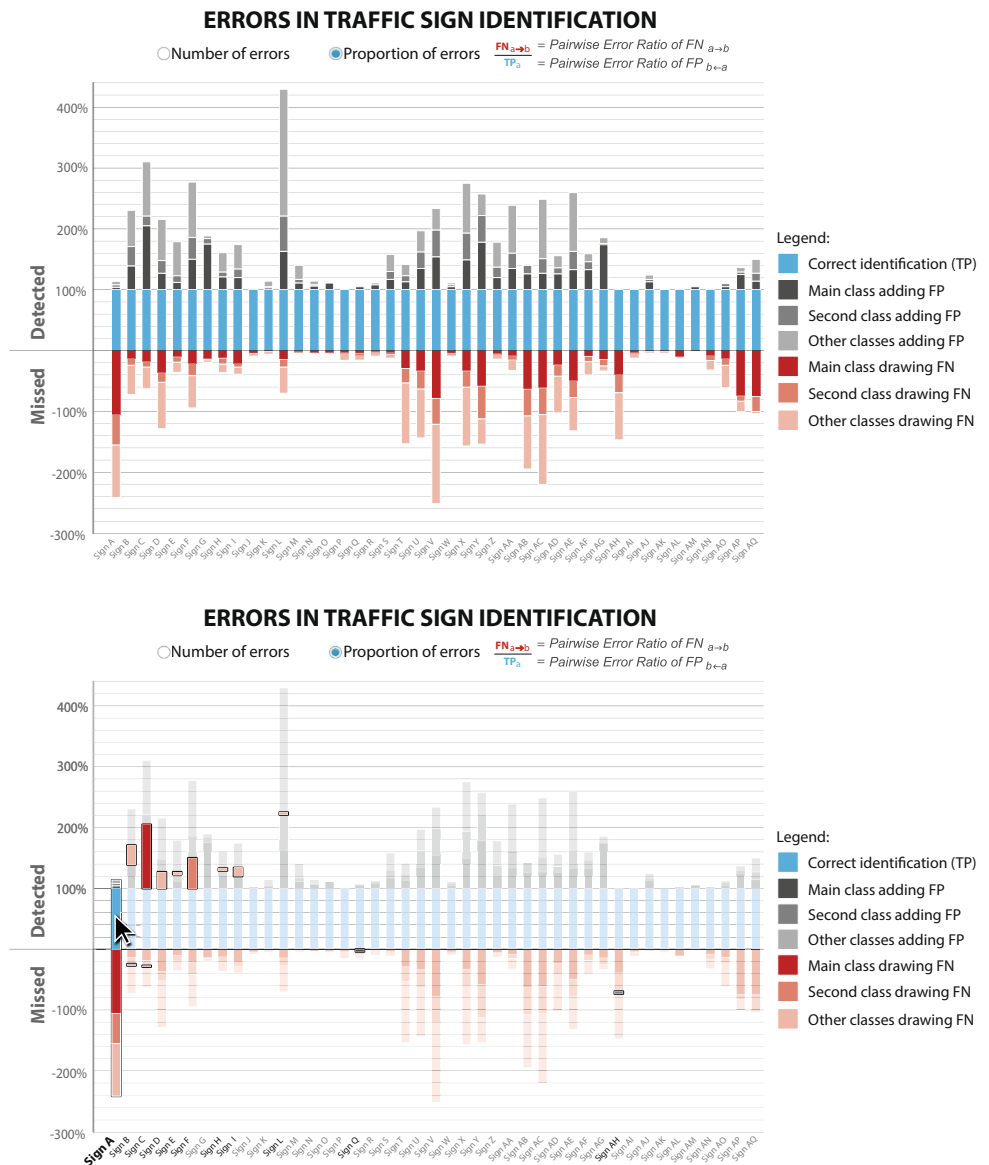 ERRORS IN TRAFFIC SIGN IDENTIFICATION
Number of errors
Proportion of errors
FN a→b = Pairwise Error Ratio of FN a→b
TP a = Pairwise Error Ratio of FP b←a
400%
300%
200%
100%
-100%
-200%
-300%
Detected
Missed
Sign A
Sign B
Sign C
Sign D
Sign E
Sign F
Sign G
Sign H
Sign I
Sign J
Sign K
Sign L
Sign M
Sign N
Sign O
Sign P
Sign Q
Sign R
Sign S
Sign T
Sign U
Sign V
Sign W
Sign X
Sign Y
Sign Z
Sign AA
Sign AB
Sign AC
Sign AD
Sign AE
Sign AF
Sign AG
Sign AH
Sign AI
Sign AJ
Sign AK
Sign AL
Sign AM
Sign AN
Sign AO
Sign AP
Sign AQ
Legend:
Correct identification (TP)
Main class adding FP
Second class adding FP
Other classes adding FP
Main class drawing FN
Second class drawing FN
Other classes drawing FN
ERRORS IN TRAFFIC SIGN IDENTIFICATION
Number of errors
Proportion of errors
FN a→b = Pairwise Error Ratio of FN a→b
TP a = Pairwise Error Ratio of FP b←a
400%
300%
200%
100%
-100%
-200%
-300%
Detected
Missed
Sign A
Sign B
Sign C
Sign D
Sign E
Sign F
Sign G
Sign H
Sign I
Sign J
Sign K
Sign L
Sign M
Sign N
Sign O
Sign P
Sign Q
Sign R
Sign S
Sign T
Sign U
Sign V
Sign W
Sign X
Sign Y
Sign Z
Sign AA
Sign AB
Sign AC
Sign AD
Sign AE
Sign AF
Sign AG
Sign AH
Sign AI
Sign AJ
Sign AK
Sign AL
Sign AM
Sign AN
Sign AO
Sign AP
Sign AQ
Legend:
Correct identification (TP)
Main class adding FP
Second class adding FP
Other classes adding FP
Main class drawing FN
Second class drawing FN
Other classes drawing FN